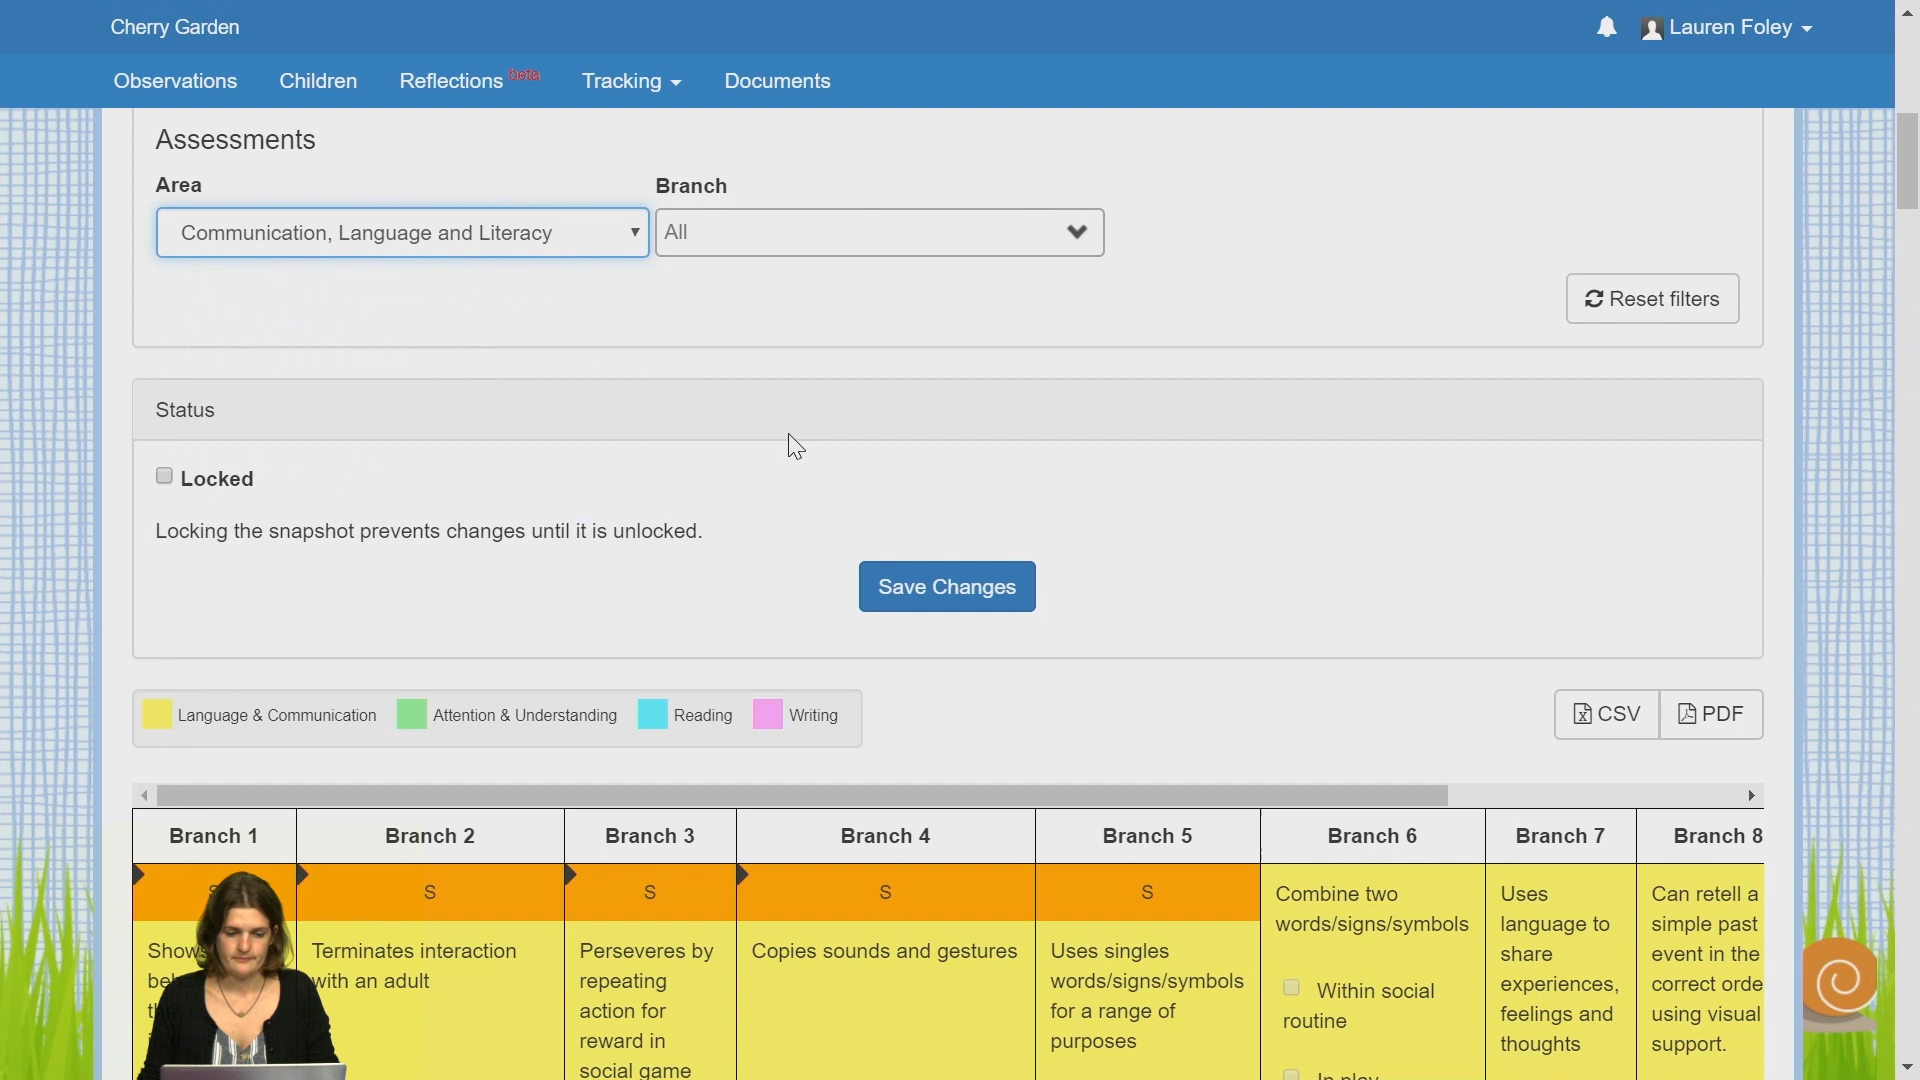 Cherry Garden
Lauren Foley
Observations
Children
Reflections beta
Tracking
Documents
Assessments
Area
Branch
Communication, Language and Literacy
All
Reset filters
Status
Locked
Locking the snapshot prevents changes until it is unlocked.
Save Changes
Language & Communication
Attention & Understanding
Reading
Writing
CSV
PDF
Branch 1
Branch 2
Branch 3
Branch 4
Branch 5
Branch 6
Branch 7
Branch 8
S
S
S
S
Shows
Terminates interaction
with an adult
Perseveres by
repeating
action for
reward in
social game
Copies sounds and gestures
Uses singles
words/signs/symbols
for a range of
purposes
Combine two
words/signs/symbols
Within social
routine
In play
Uses
language to
share
experiences,
feelings and
thoughts
Can retell a
simple past
event in the
correct orde
using visual
support.